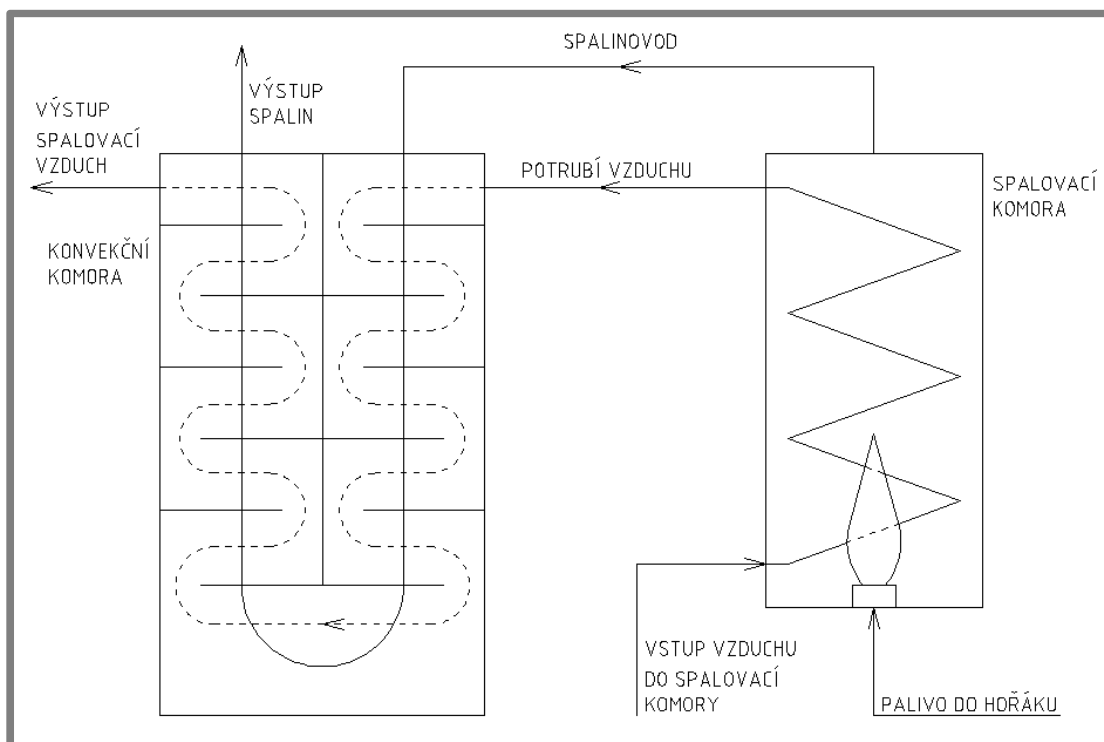 SPALINOVOD
VÝSTUP
SPALIN
VÝSTUP
SPALOVACÍ
VZDUCH
POTRUBÍ VZDUCHU
SPALOVACÍ
KOMORA
KONVEKČNÍ
KOMORA
VSTUP VZDUCHU
DO SPALOVACÍ
KOMORY
PALIVO DO HOŘÁKU